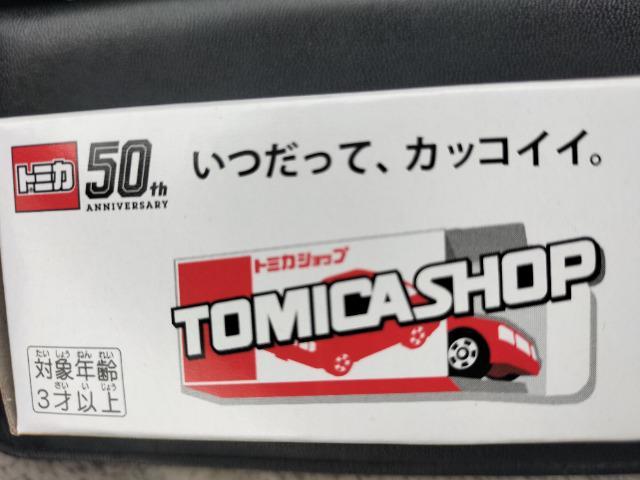 トミカ
50th
ANNIVERSARY
いつだって、カッコイイ。
トミカショップ
TOMICASHOP
たいしょうねんれい
対象年齢
さい いじょう
3才以上